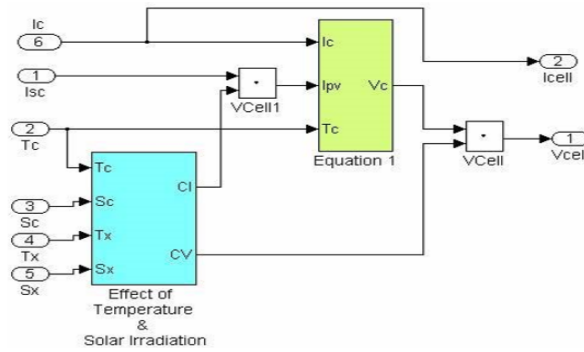 Ic
6
Ic
2
Icell
1
Isc
VCell1
Ipv
Vc
2
Tc
Tc
Equation 1
VCell
1
Vcell
Tc
CI
3
Sc
Sc
4
Tx
Tx
CV
5
Sx
Sx
Effect of
Temperature
&
Solar Irradiation